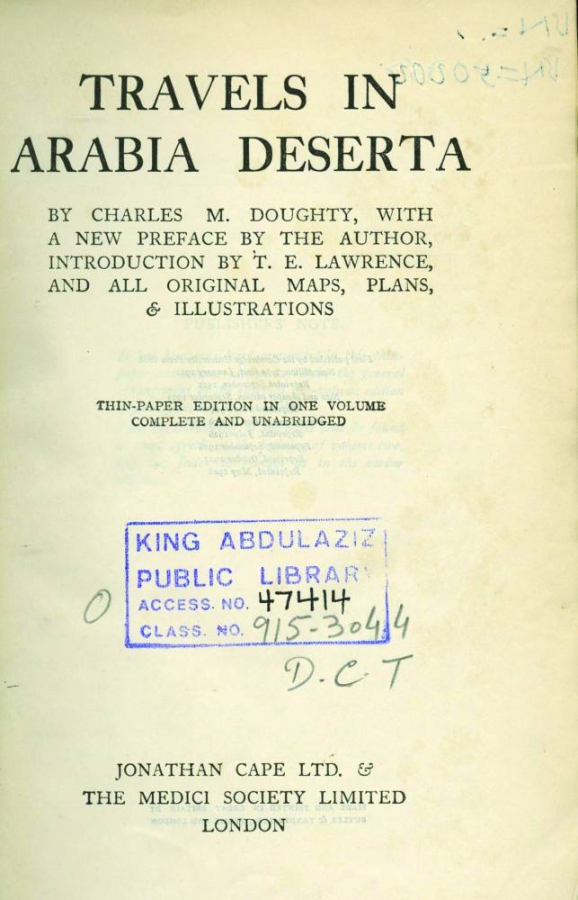 TRAVELS IN
ARABIA DESERTA
BY CHARLES M. DOUGHTY, WITH
A NEW PREFACE BY THE AUTHOR,
INTRODUCTION BY T. E. LAWRENCE,
AND ALL ORIGINAL MAPS, PLANS,
& ILLUSTRATIONS
THIN-PAPER EDITION IN ONE VOLUME
COMPLETE AND UNABRIDGED
KING ABDULAZIZ
PUBLIC LIBRARY
ACCESS. NO. 47414
CLASS. NO. 915-3044
D.C.T
JONATHAN CAPE LTD. &
THE MEDICI SOCIETY LIMITED
LONDON